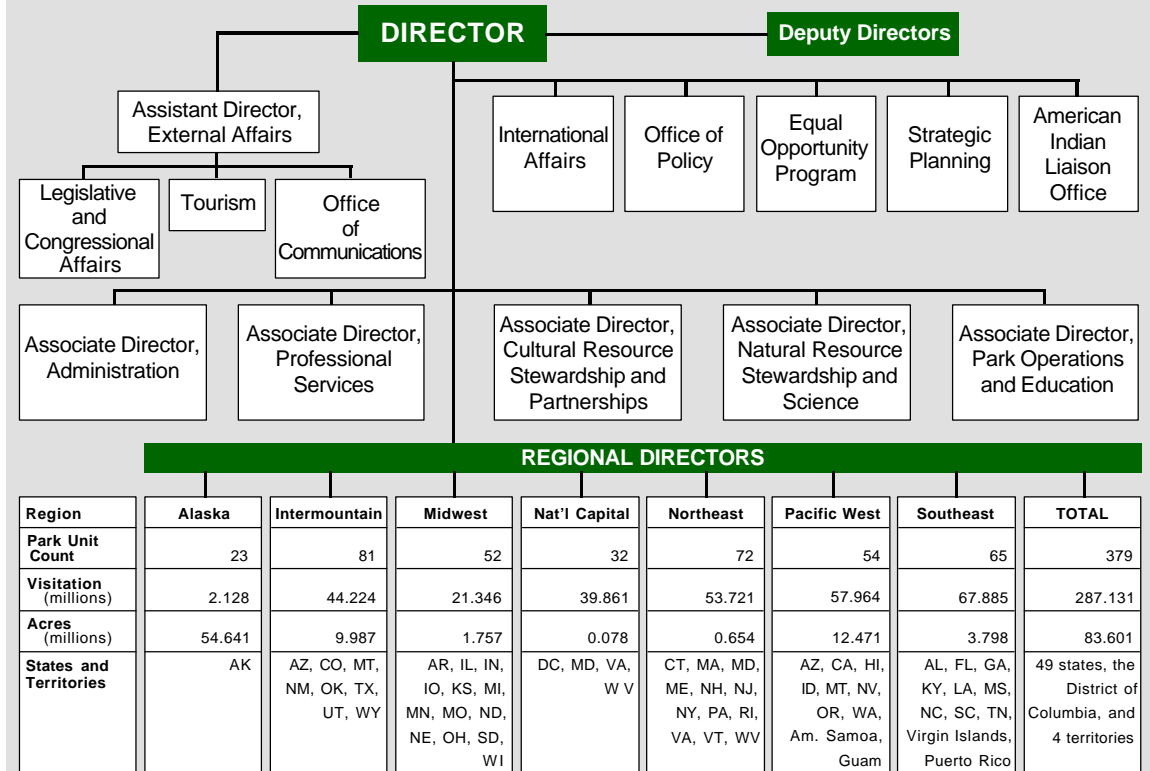 DIRECTOR
Deputy Directors
Assistant Director,
External Affairs
Legislative
and
Congressional
Affairs
Tourism
Office
of
Communications
International
Affairs
Office of
Policy
Equal
Opportunity
Program
Strategic
Planning
American
Indian
Liaison
Office
Associate Director,
Administration
Associate Director,
Professional
Services
Associate Director,
Cultural Resource
Stewardship and
Partnerships
Associate Director,
Natural Resource
Stewardship and
Science
Associate Director,
Park Operations
and Education
REGIONAL DIRECTORS
Region Alaska Intermountain Midwest Nat'l Capital Northeast Pacific West Southeast TOTAL
Park Unit
Count 23 81 52 32 72 54 65 379
Visitation
(millions) 2.128 44.224 21.346 39.861 53.721 57.964 67.885 287.131
Acres
(millions) 54.641 9.987 1.757 0.078 0.654 12.471 3.798 83.601
States and
Territories
AK
AZ, CO, MT,
NM, OK, TX,
UT, WY
AR, IL, IN,
IO, KS, MI,
MN, MO, ND,
NE, OH, SD,
WI
DC, MD, VA,
W V
CT, MA, MD,
ME, NH, NJ,
NY, PA, RI,
VA, VT, WV
AZ, CA, HI,
ID, MT, NV,
OR, WA,
Am. Samoa,
Guam
AL, FL, GA,
KY, LA, MS,
NC, SC, TN,
Virgin Islands,
Puerto Rico
49 states, the
District of
Columbia, and
4 territories